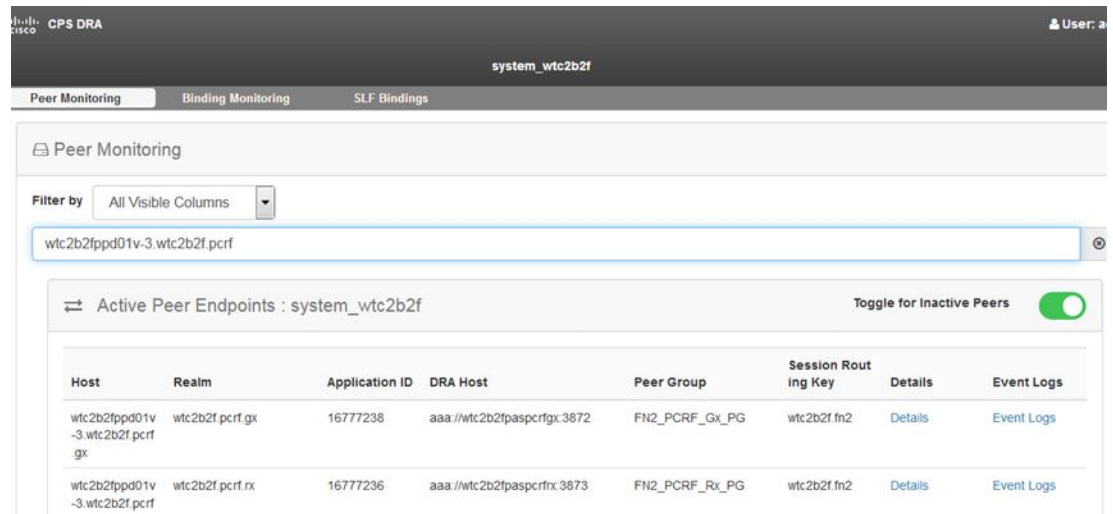 CISCO CPS DRA
User: a
system_wtc2b2f
Peer Monitoring Binding Monitoring SLF Bindings
Peer Monitoring
Filter by All Visible Columns
wtc2b2fppd01v-3.wtc2b2f.pcrf
Active Peer Endpoints : system_wtc2b2f Toggle for Inactive Peers
Host Realm Application ID DRA Host Peer Group Session Rout Details Event Logs
ing Key
wtc2b2fppd01v wtc2b2f.pcrf.gx 16777238 aaa://wtc2b2fpaspcrfgx:3872 FN2_PCRF_Gx_PG wtc2b2f.fn2 Details Event Logs
-3.wtc2b2f.pcrf
.gx
wtc2b2fppd01v wtc2b2f.pcrf.rx 16777236 aaa://wtc2b2fpaspcrfrx:3873 FN2_PCRF_Rx_PG wtc2b2f.fn2 Details Event Logs
-3.wtc2b2f.pcrf